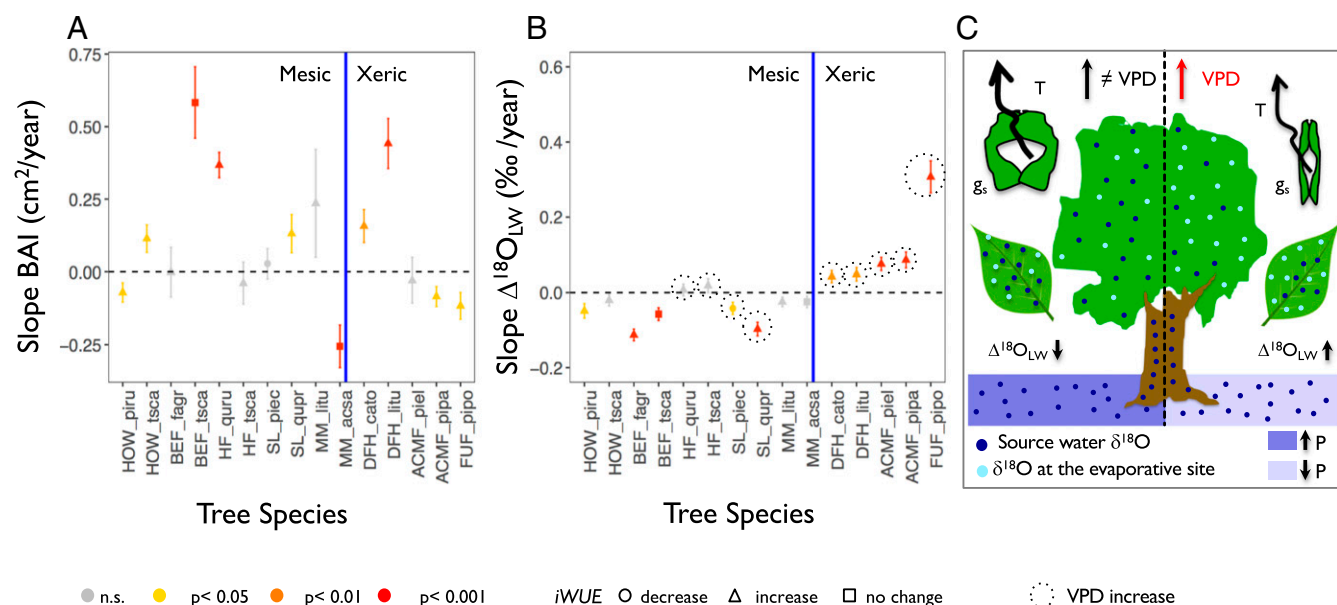 A
Slope BAI (cm²/year)
0.75
0.50
0.25
0.00
−0.25
Mesic
Xeric
HOW_piru
HOW_tsca
BEF_fagr
BEF_tsca
HF_quru
HF_tsca
SL_piec
SL_qupr
MM_litu
MM_acsa
DFH_cato
DFH_litu
ACMF_piel
ACMF_pipa
FUF_pipo
Tree Species
B
Slope Δ¹⁸O_LW (‰ /year)
0.6
0.4
0.2
0.0
−0.2
Mesic
Xeric
HOW_piru
HOW_tsca
BEF_fagr
BEF_tsca
HF_quru
HF_tsca
SL_piec
SL_qupr
MM_litu
MM_acsa
DFH_cato
DFH_litu
ACMF_piel
ACMF_pipa
FUF_pipo
Tree Species
C
T
≠ VPD
VPD
T
gs
gs
Δ¹⁸O_LW
Δ¹⁸O_LW
Source water δ¹⁸O
P
δ¹⁸O at the evaporative site
P
n.s.
p< 0.05
p< 0.01
p< 0.001
iWUE
decrease
increase
no change
VPD increase